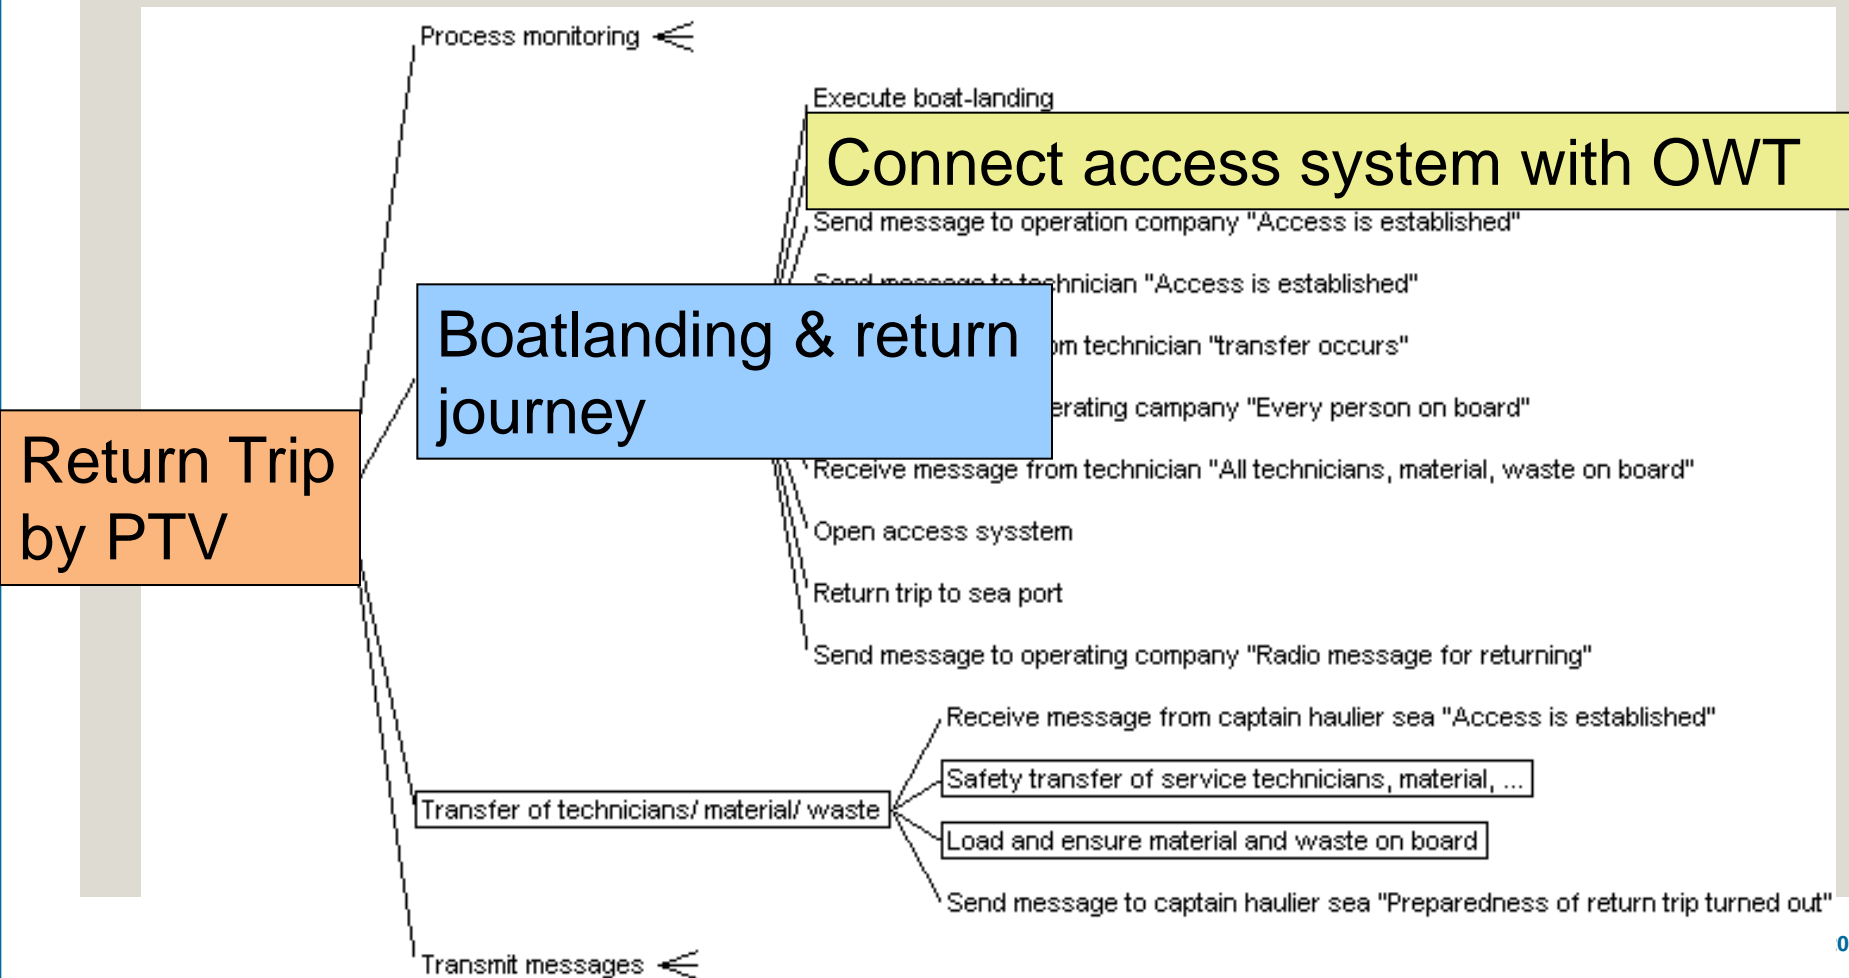 Process monitoring
Execute boat-landing
Connect access system with OWT
Send message to operation company "Access is established"
Send message to technician "Access is established"
Boatlanding & return
journey
technician "transfer occurs"
campany "Every person on board"
Return Trip
by PTV
Receive message from technician "All technicians, material, waste on board"
Open access sysstem
Return trip to sea port
Send message to operating company "Radio message for returning"
Receive message from captain haulier sea "Access is established"
Safety transfer of service technicians, material, ...
Transfer of technicians/ material/ waste
Load and ensure material and waste on board
Send message to captain haulier sea "Preparedness of return trip turned out"
0
Transmit messages